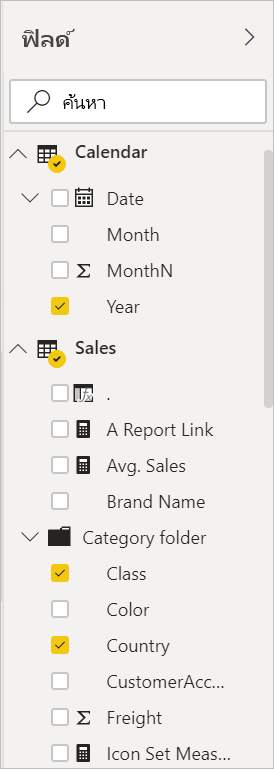 ฟิลด์
ค้นหา
Calendar
Date
Month
Σ MonthN
Year
Sales
.
A Report Link
Avg. Sales
Brand Name
Category folder
Class
Color
Country
CustomerAcc...
Σ Freight
Icon Set Meas...